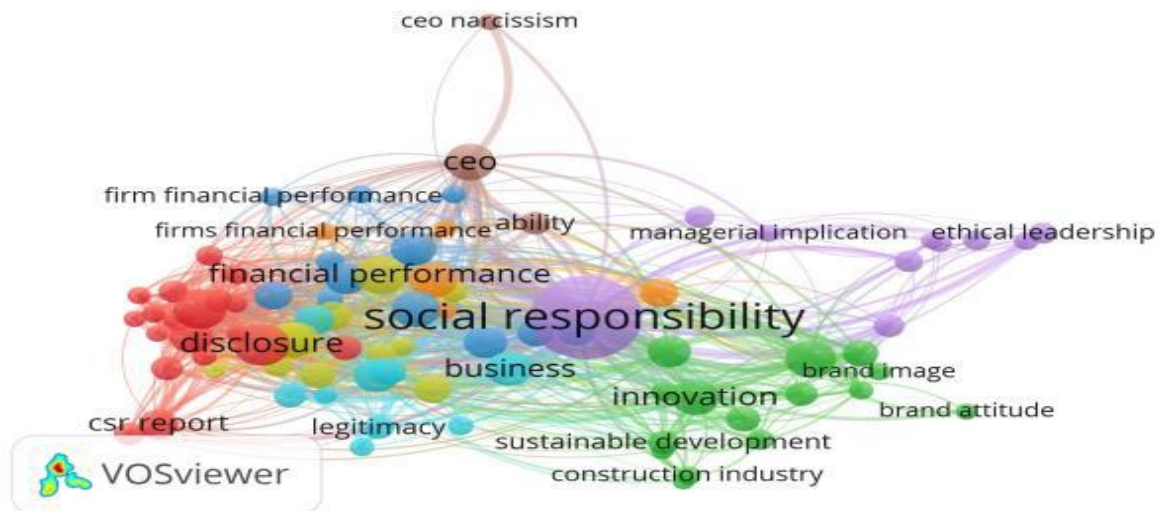 ceo narcissism
ceo
firm financial performance
firms financial performance
ability
managerial implication
ethical leadership
financial performance
social responsibility
disclosure
business
brand image
innovation
brand attitude
csr report
legitimacy
sustainable development
construction industry
VOSviewer